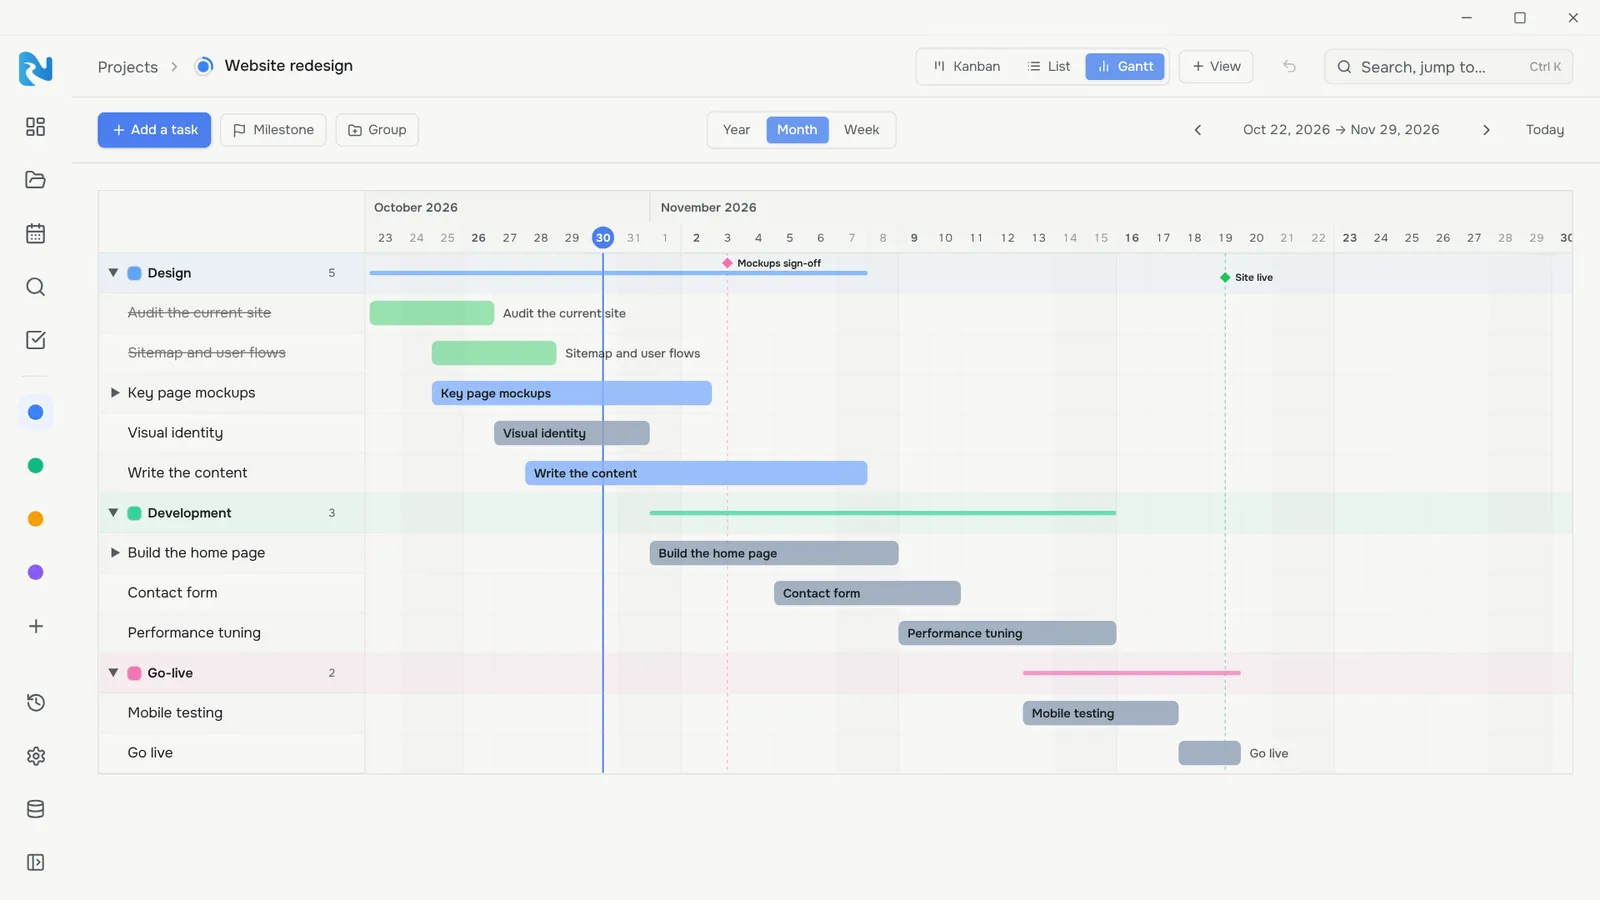 Projects > Website redesign
Kanban List Gantt
+ View
Search, jump to... Ctrl K
+ Add a task
Milestone
Group
Year Month Week
Oct 22, 2026 → Nov 29, 2026
Today
October 2026 November 2026
23 24 25 26 27 28 29 30 31 1 2 3 4 5 6 7 8 9 10 11 12 13 14 15 16 17 18 19 20 21 22 23 24 25 26 27 28 29 30
Design 5
Mockups sign-off
Site live
Audit the current site Audit the current site
Sitemap and user flows Sitemap and user flows
Key page mockups Key page mockups
Visual identity Visual identity
Write the content Write the content
Development 3
Build the home page Build the home page
Contact form Contact form
Performance tuning Performance tuning
Go-live 2
Mobile testing Mobile testing
Go live Go live